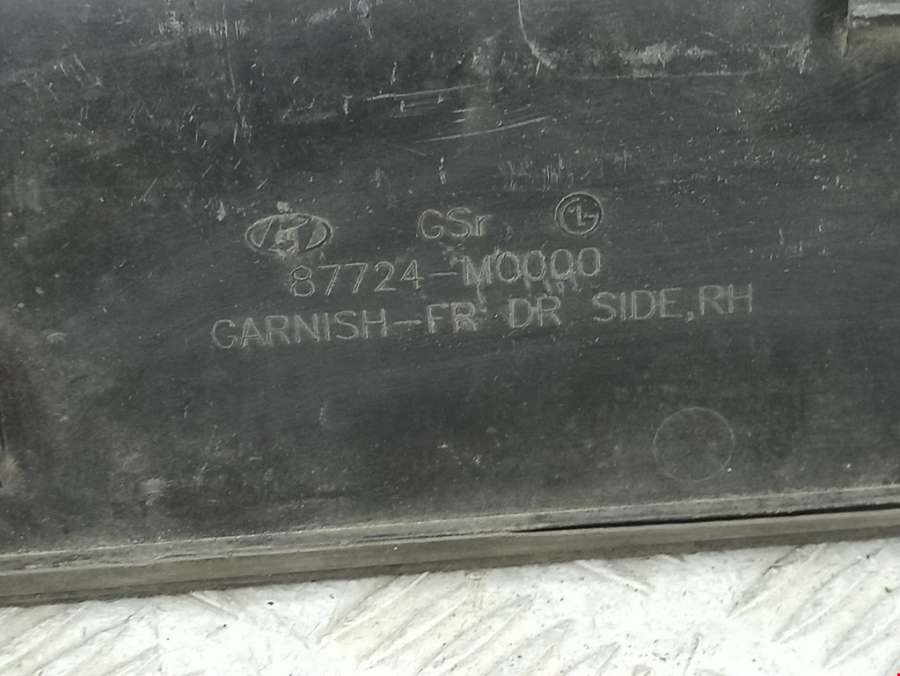 GSr
87724-M0000
GARNISH-FR DR SIDE,RH